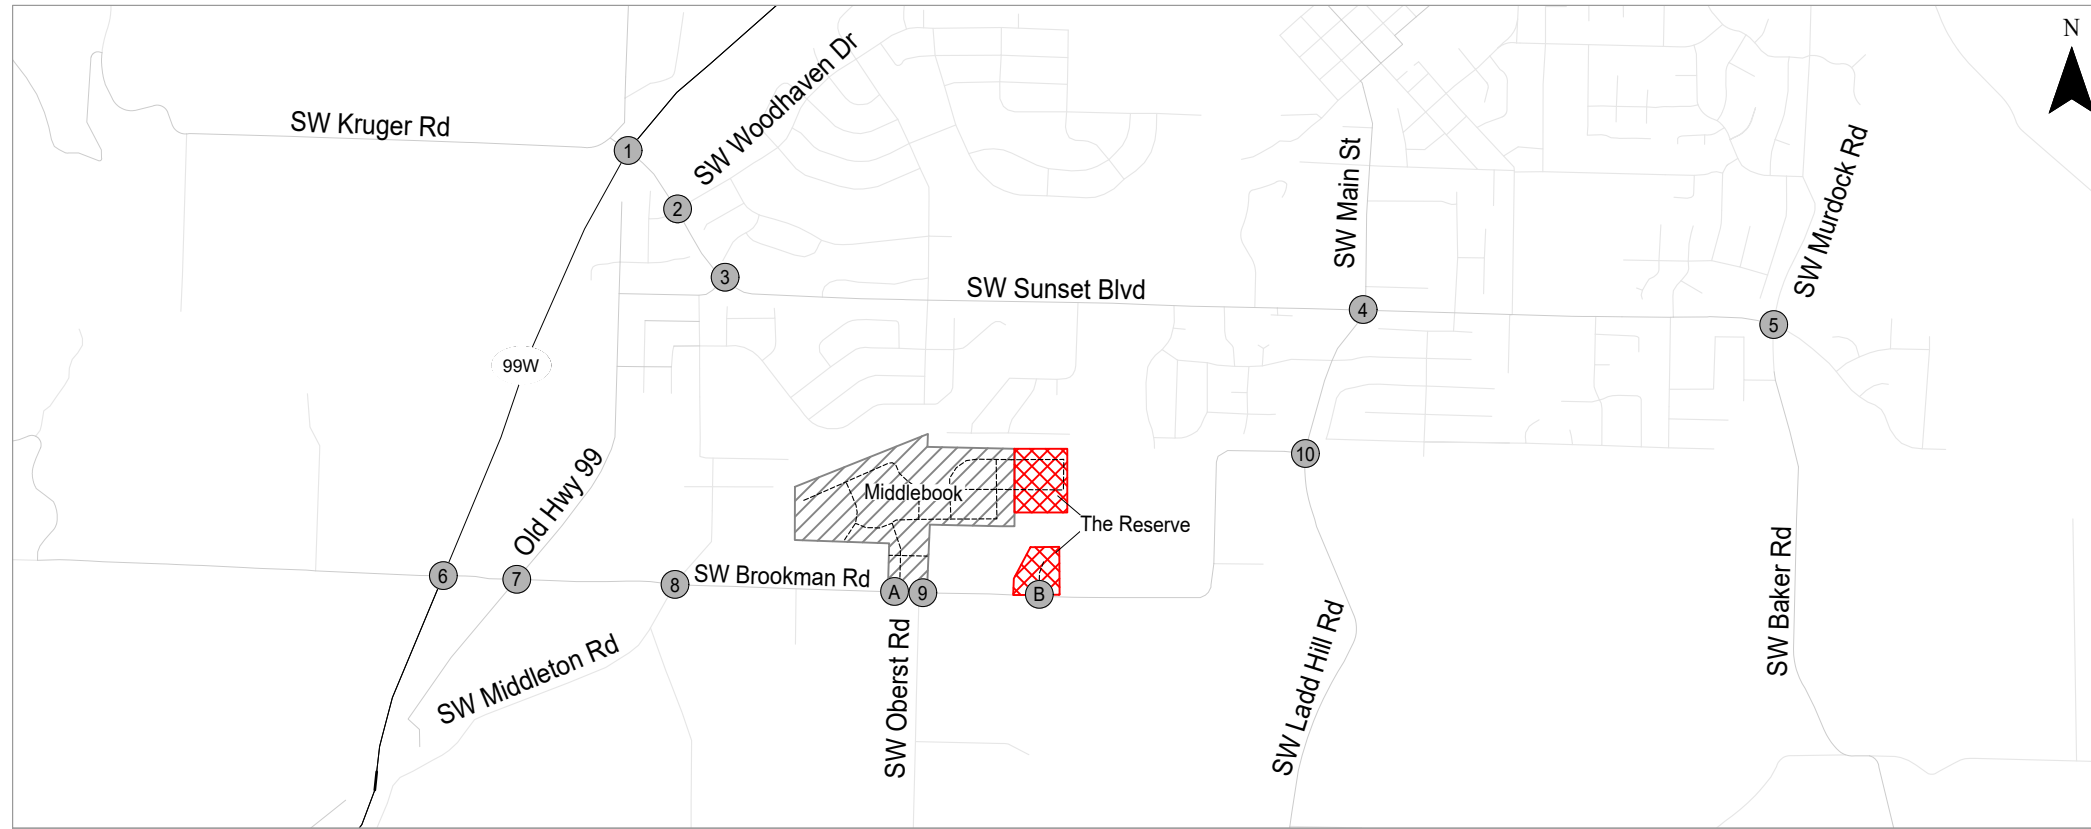 N
SW Woodhaven Dr
SW Kruger Rd
1
SW Murdock Rd
SW Main St
2
3
SW Sunset Blvd
4
5
99W
Old Hwy 99
10
Middlebook
The Reserve
6
7
8
SW Brookman Rd
A
9
B
SW Baker Rd
SW Middleton Rd
SW Oberst Rd
SW Ladd Hill Rd